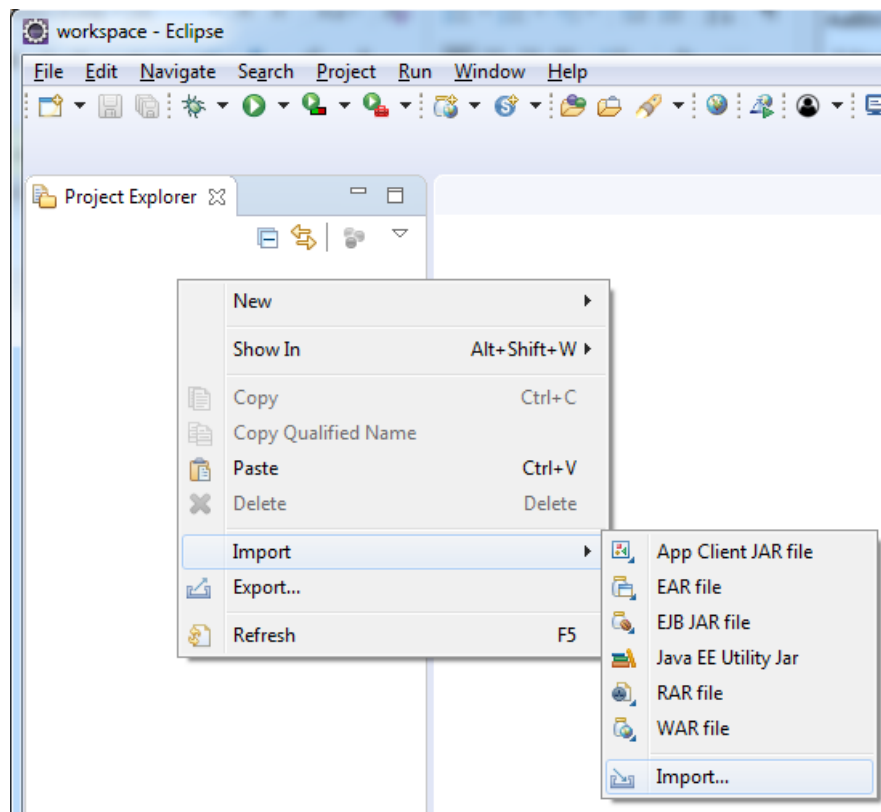 workspace - Eclipse
File Edit Navigate Search Project Run Window Help
Project Explorer
New
Show In Alt+Shift+W
Copy Ctrl+C
Copy Qualified Name
Paste Ctrl+V
Delete Delete
Import
Export...
Refresh F5
App Client JAR file
EAR file
EJB JAR file
Java EE Utility Jar
RAR file
WAR file
Import...